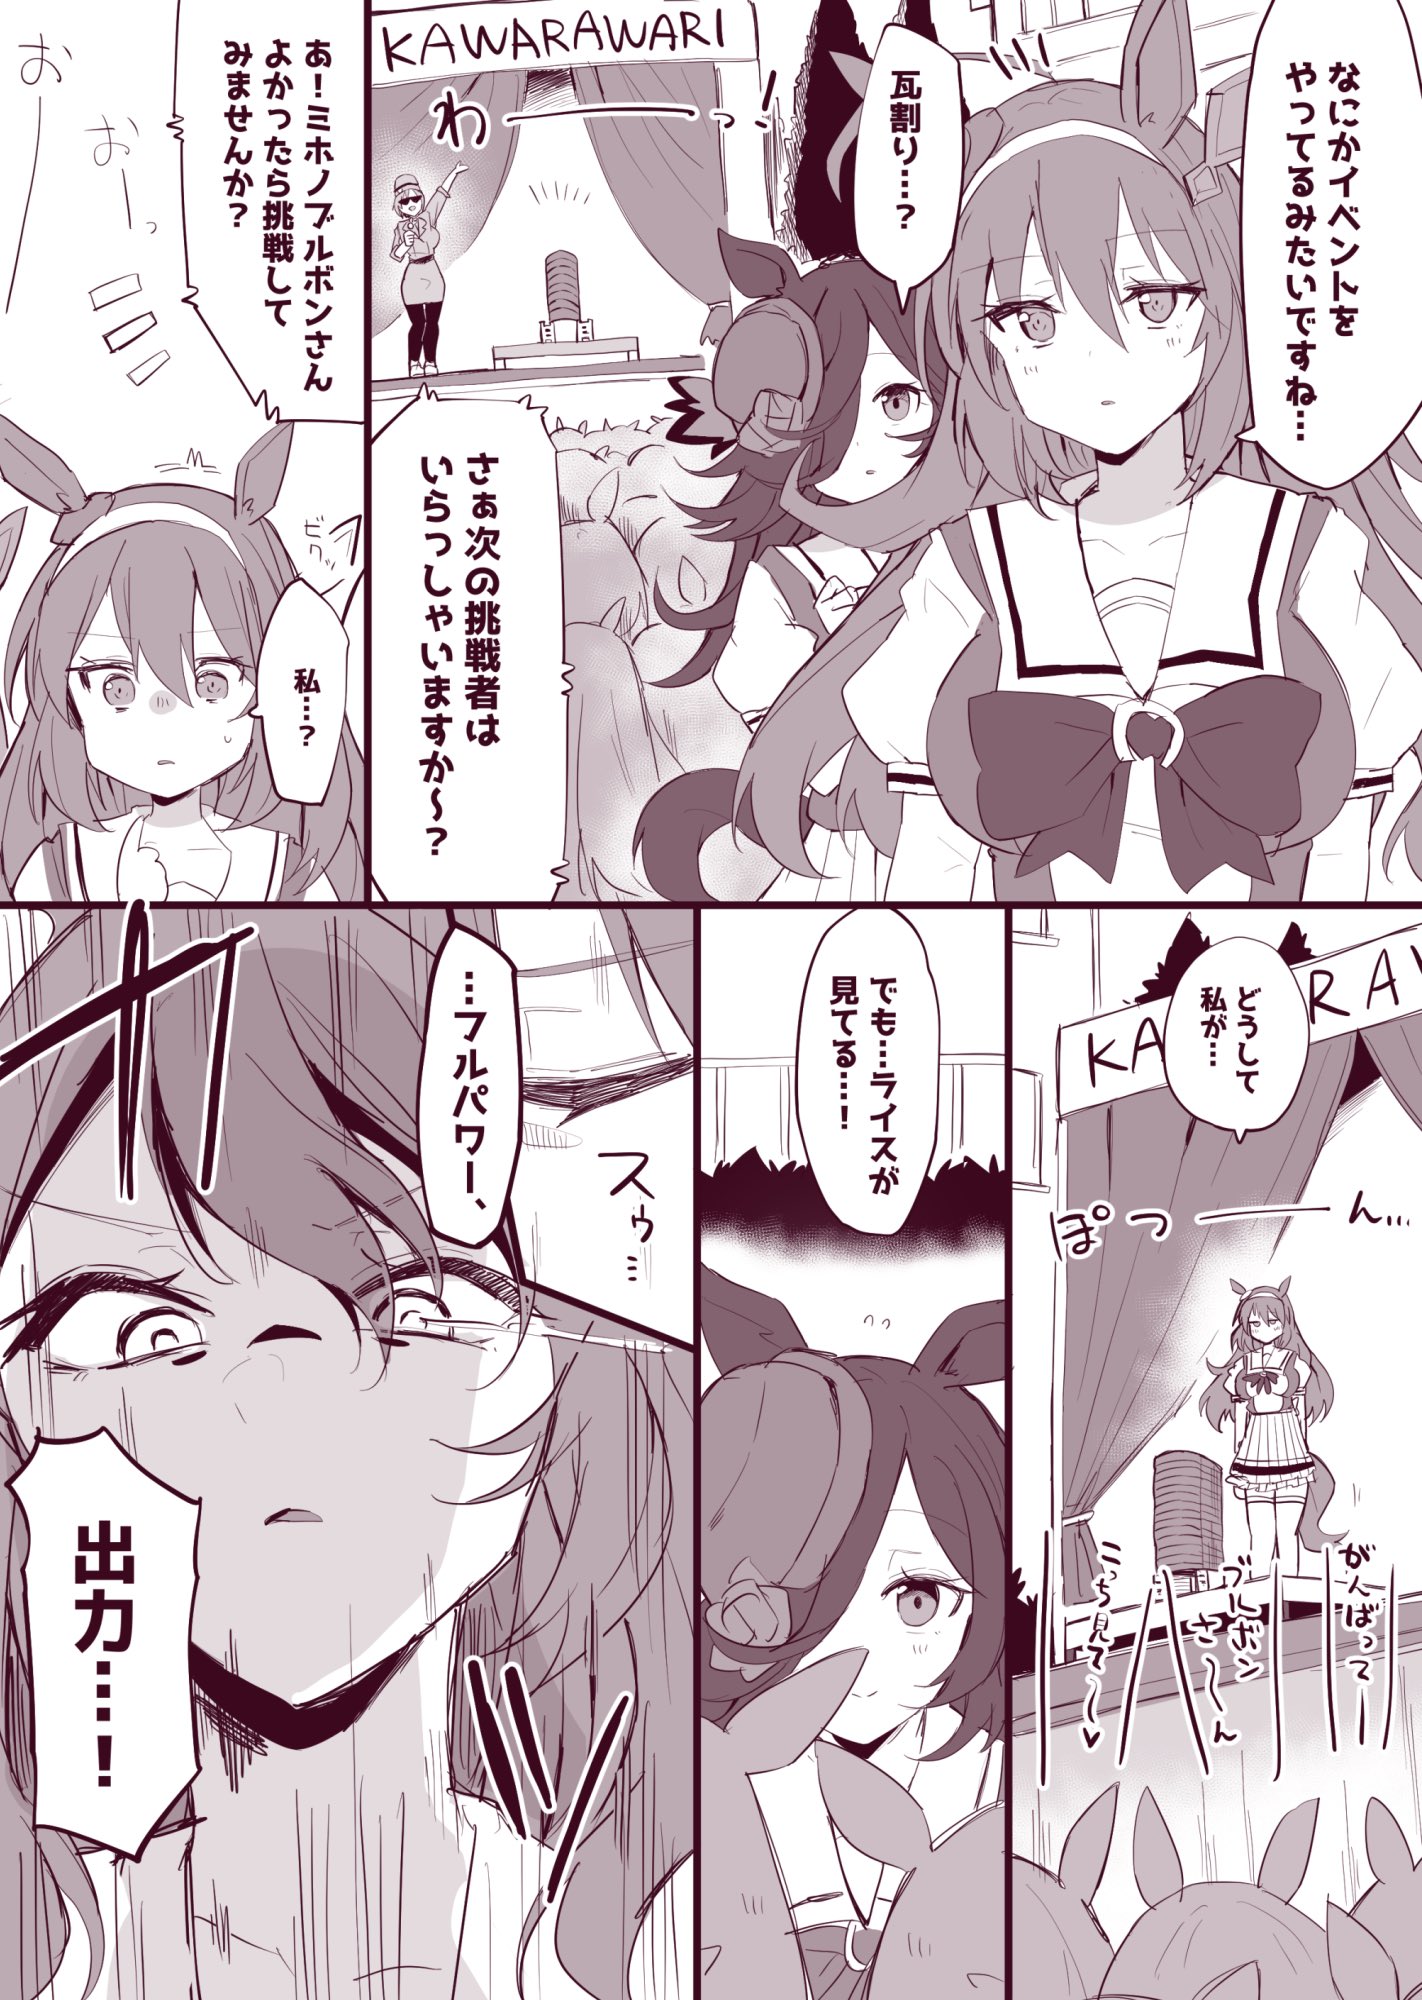 なにかイベントを
やってるみたいですね…
瓦割り…?
KAWARAWARI
わーーーっ!
さぁ次の挑戦者は
いらっしゃいますか〜?
あ!ミホノブルボンさん
よかったら挑戦して
みませんか?
おー
おーっ
ビクッ
私…?
KA
RAW
どうして
私が…
ぽつーーーん…
がんばってー
ブルボン
さ〜〜ん
こっち見て〜〜♥
でも…ライスが
見てる…!
スゥ…
…フルパワー、
出力…!